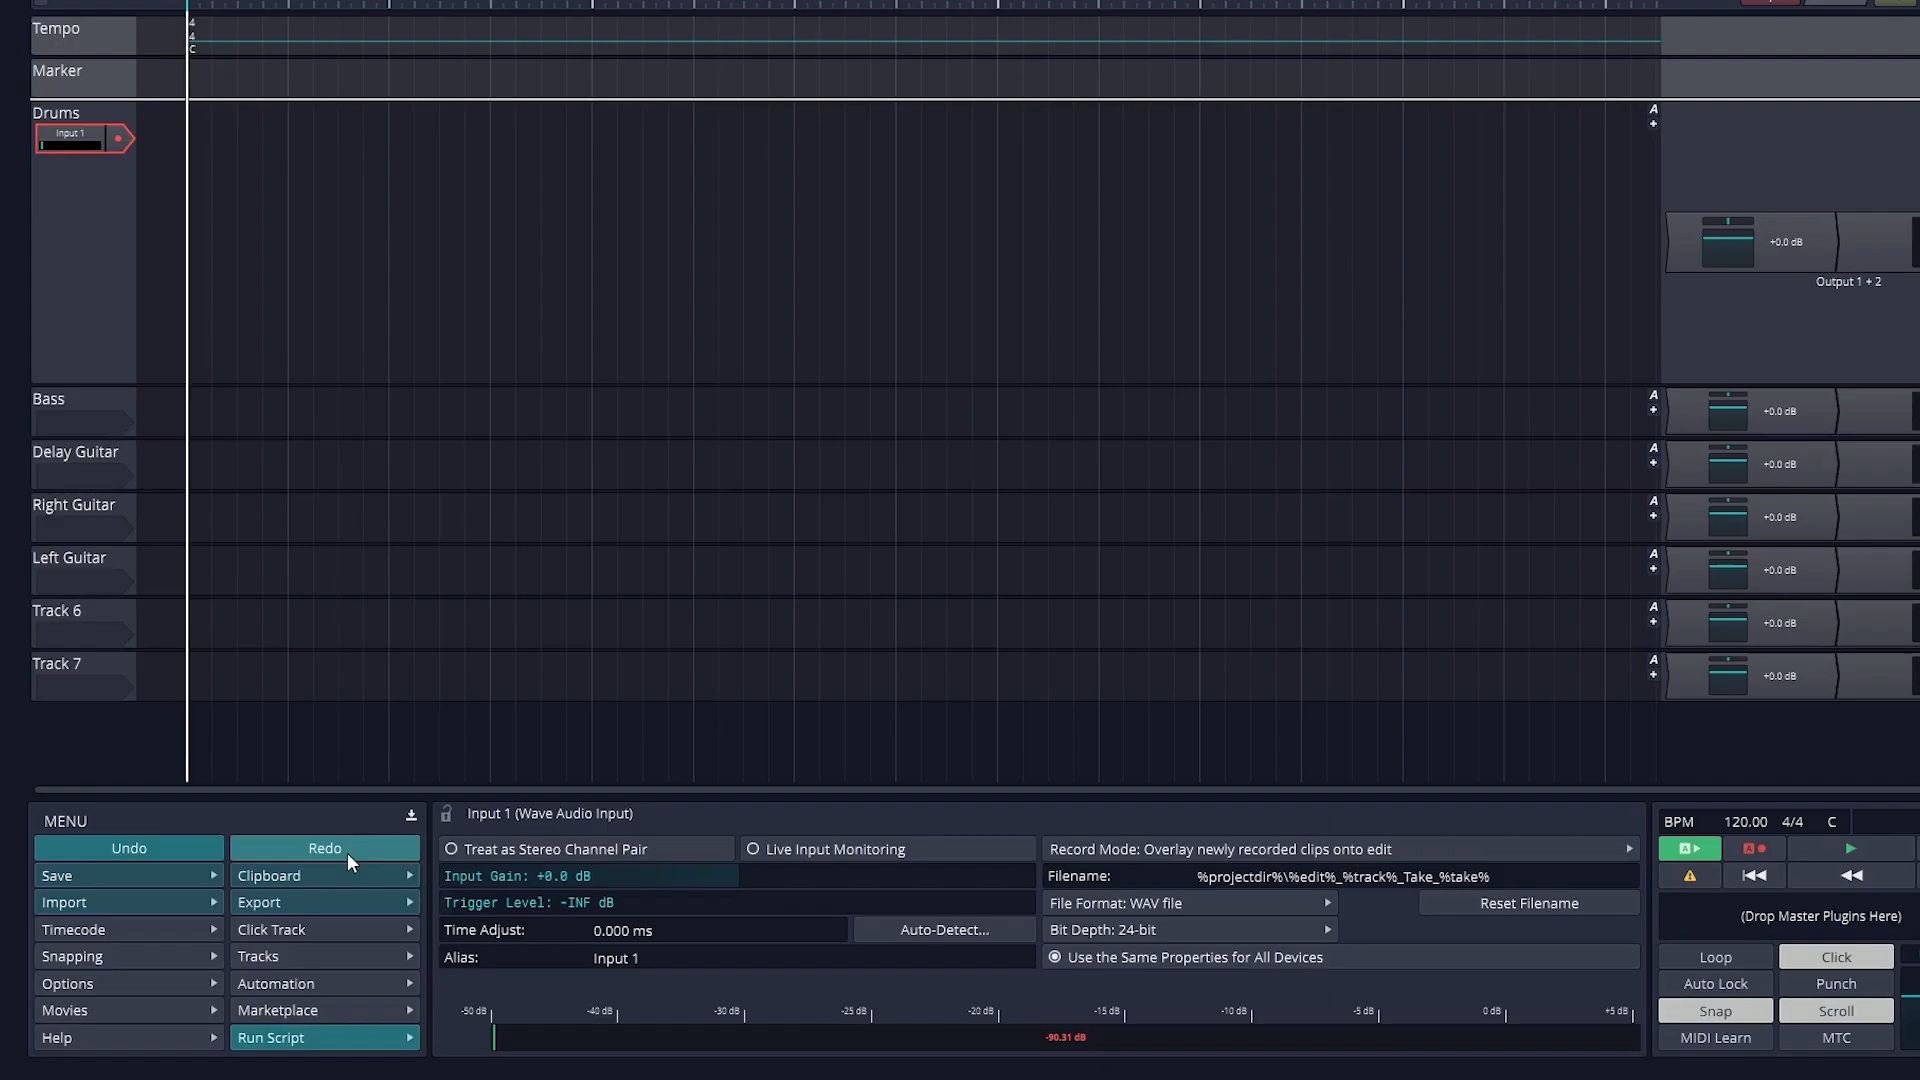 Tempo
4
4
C
Marker
Drums
A
+
Input 1
+0.0 dB
Output 1 + 2
Bass
A
+
+0.0 dB
Delay Guitar
A
+
+0.0 dB
Right Guitar
A
+
+0.0 dB
Left Guitar
A
+
+0.0 dB
Track 6
A
+
+0.0 dB
Track 7
A
+
+0.0 dB
MENU
Undo
Redo
Save
Clipboard
Import
Export
Timecode
Click Track
Snapping
Tracks
Options
Automation
Movies
Marketplace
Help
Run Script
Input 1 (Wave Audio Input)
Treat as Stereo Channel Pair
Live Input Monitoring
Input Gain: +0.0 dB
Trigger Level: -INF dB
Time Adjust: 0.000 ms
Auto-Detect...
Alias: Input 1
Record Mode: Overlay newly recorded clips onto edit
Filename: %projectdir%\%edit%_%track%_Take_%take%
File Format: WAV file
Reset Filename
Bit Depth: 24-bit
Use the Same Properties for All Devices
-50 dB -40 dB -30 dB -25 dB -20 dB -15 dB -10 dB -5 dB 0 dB +5 dB
-90.31 dB
BPM 120.00 4/4 C
A
A
(Drop Master Plugins Here)
Loop
Click
Auto Lock
Punch
Snap
Scroll
MIDI Learn
MTC